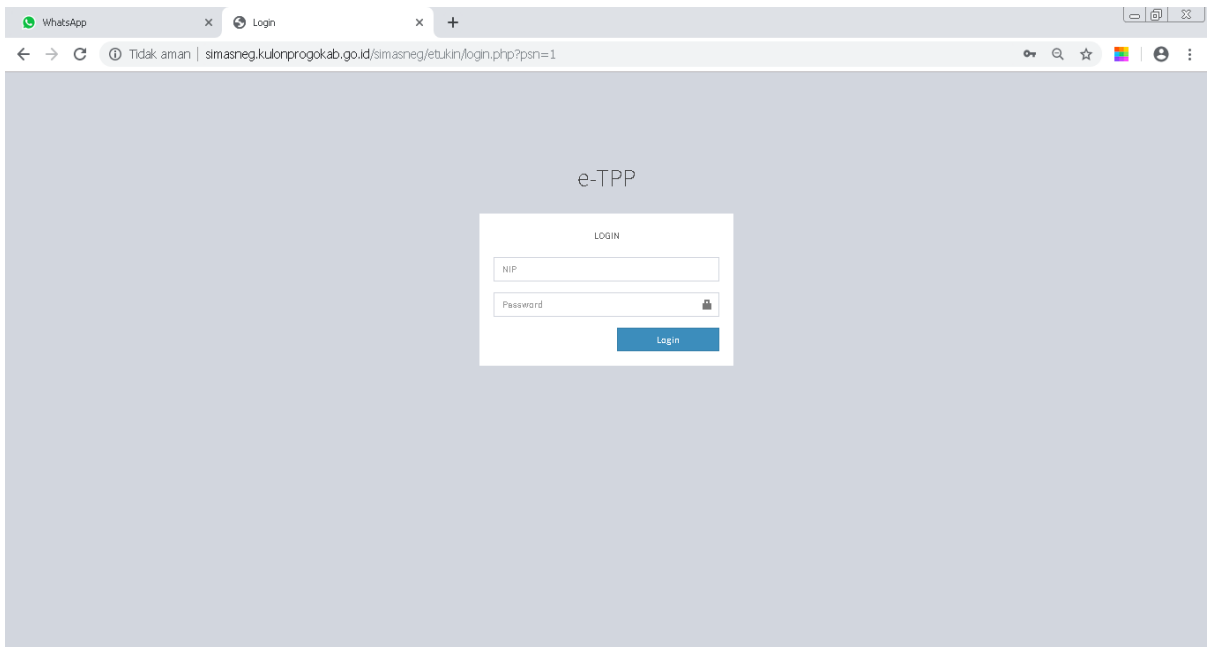 WhatsApp
Login
Tidak aman | simasneg.kulonprogokab.go.id/simasneg/etukin/login.php?psn=1
e-TPP
LOGIN
NIP
Password
Login